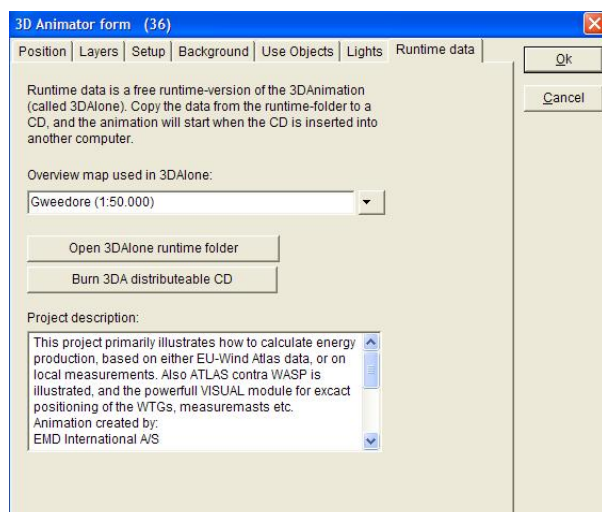 3D Animator form (36)
Position Layers Setup Background Use Objects Lights Runtime data
Ok
Cancel
Runtime data is a free runtime-version of the 3DAnimation
(called 3DAlone). Copy the data from the runtime-folder to a
CD, and the animation will start when the CD is inserted into
another computer.
Overview map used in 3DAlone:
Gweedore (1:50.000)
Open 3DAlone runtime folder
Burn 3DA distributeable CD
Project description:
This project primarily illustrates how to calculate energy
production, based on either EU-Wind Atlas data, or on
local measurements. Also ATLAS contra WASP is
illustrated, and the powerfull VISUAL module for excact
positioning of the WTGs, measuremasts etc.
Animation created by:
EMD International A/S